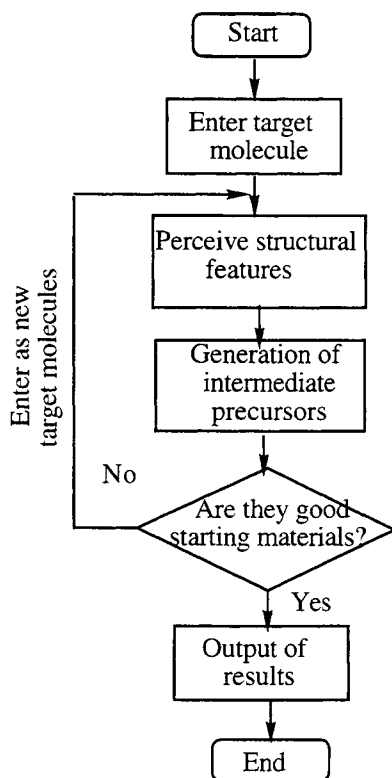 Start
Enter target
molecule
Perceive structural
features
Generation of
intermediate
precursors
Enter as new
target molecules
No
Are they good
starting materials?
Yes
Output of
results
End